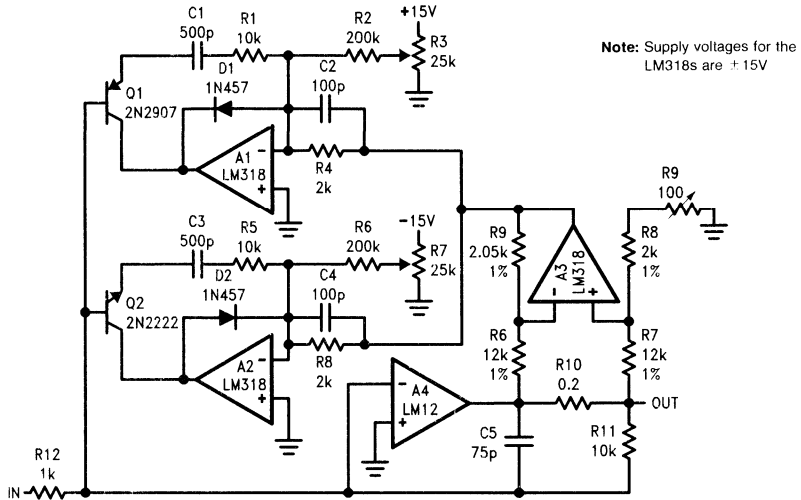 C1
500p
R1
10k
R2
200k
+15V
R3
25k
Note: Supply voltages for the
LM318s are ±15V
D1
1N457
C2
100p
Q1
2N2907
A1
LM318
-
+
R4
2k
C3
500p
R5
10k
R6
200k
-15V
R7
25k
D2
1N457
C4
100p
Q2
2N2222
A2
LM318
-
+
R8
2k
R9
2.05k
1%
A3
LM318
-
+
R8
2k
1%
R9
100
R6
12k
1%
R7
12k
1%
A4
LM12
-
+
R10
0.2
OUT
C5
75p
R11
10k
R12
1k
IN